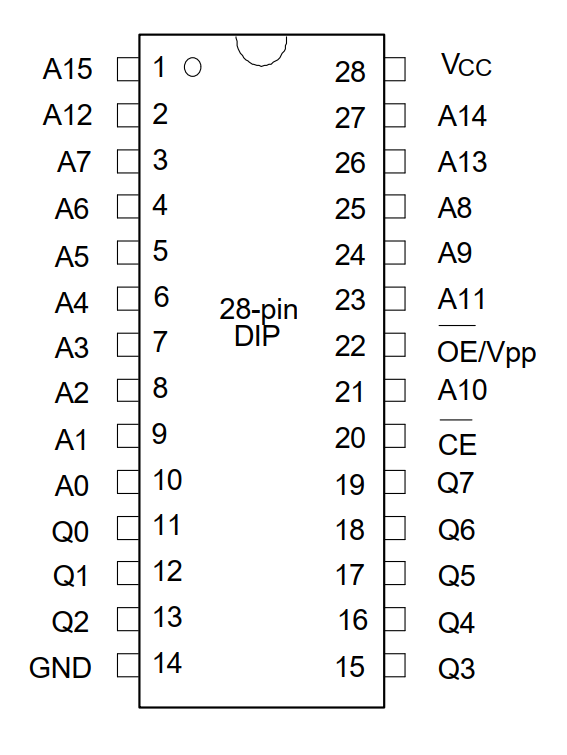 A15 1 28 VCC
A12 2 27 A14
A7 3 26 A13
A6 4 25 A8
A5 5 24 A9
A4 6 23 A11
28-pin
DIP
A3 7 22 O̅E̅/Vpp
A2 8 21 A10
A1 9 20 C̅E̅
A0 10 19 Q7
Q0 11 18 Q6
Q1 12 17 Q5
Q2 13 16 Q4
GND 14 15 Q3